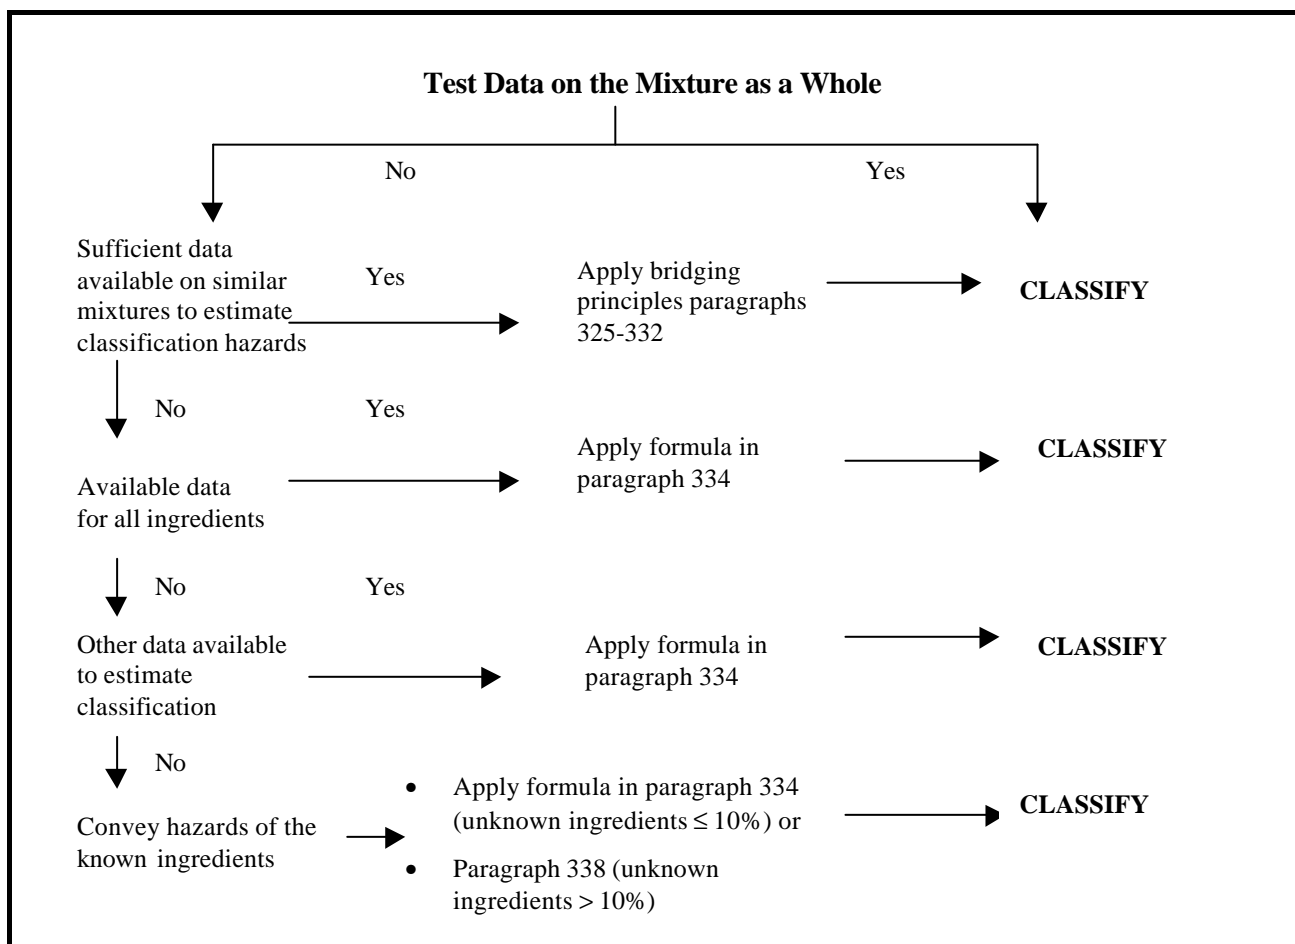 Test Data on the Mixture as a Whole
No
Yes
Sufficient data
available on similar
mixtures to estimate
classification hazards
Yes
Apply bridging
principles paragraphs
325-332
CLASSIFY
No
Yes
Available data
for all ingredients
Apply formula in
paragraph 334
CLASSIFY
No
Yes
Other data available
to estimate
classification
Apply formula in
paragraph 334
CLASSIFY
No
Convey hazards of the
known ingredients
• Apply formula in paragraph 334
(unknown ingredients ≤ 10%) or
• Paragraph 338 (unknown
ingredients > 10%)
CLASSIFY